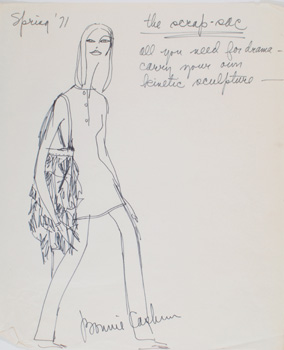 Spring '71
the scrap-sac
all you need for drama -
carry your own
kinetic sculpture —
Bonnie Cashin